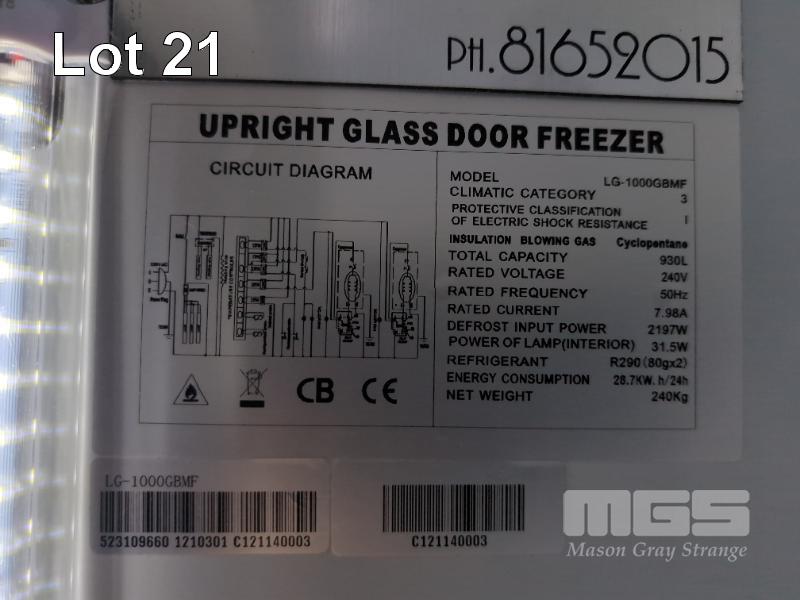 Lot 21
PH.81652015
UPRIGHT GLASS DOOR FREEZER
CIRCUIT DIAGRAM
MODEL LG-1000GBMF
CLIMATIC CATEGORY 3
PROTECTIVE CLASSIFICATION
OF ELECTRIC SHOCK RESISTANCE I
INSULATION BLOWING GAS Cyclopentane
TOTAL CAPACITY 930L
RATED VOLTAGE 240V
RATED FREQUENCY 50Hz
RATED CURRENT 7.98A
DEFROST INPUT POWER 2197W
POWER OF LAMP(INTERIOR) 31.5W
REFRIGERANT R290(80gx2)
ENERGY CONSUMPTION 28.7KW.h/24h
NET WEIGHT 240Kg
CB CE
LG-1000GBMF
523109660 1210301 C121140003
C121140003
MGS
Mason Gray Strange